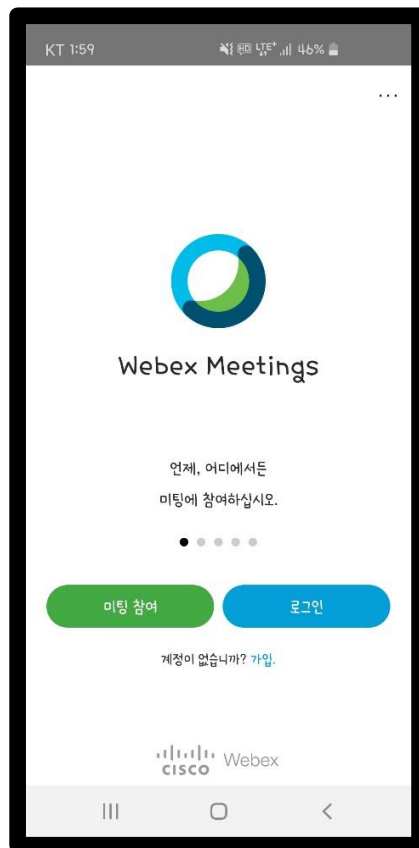 KT 1:59 HD LTE+ 46%
...
Webex Meetings
언제, 어디에서든
미팅에 참여하십시오.
미팅 참여
로그인
계정이 없습니까? 가입.
CISCO Webex